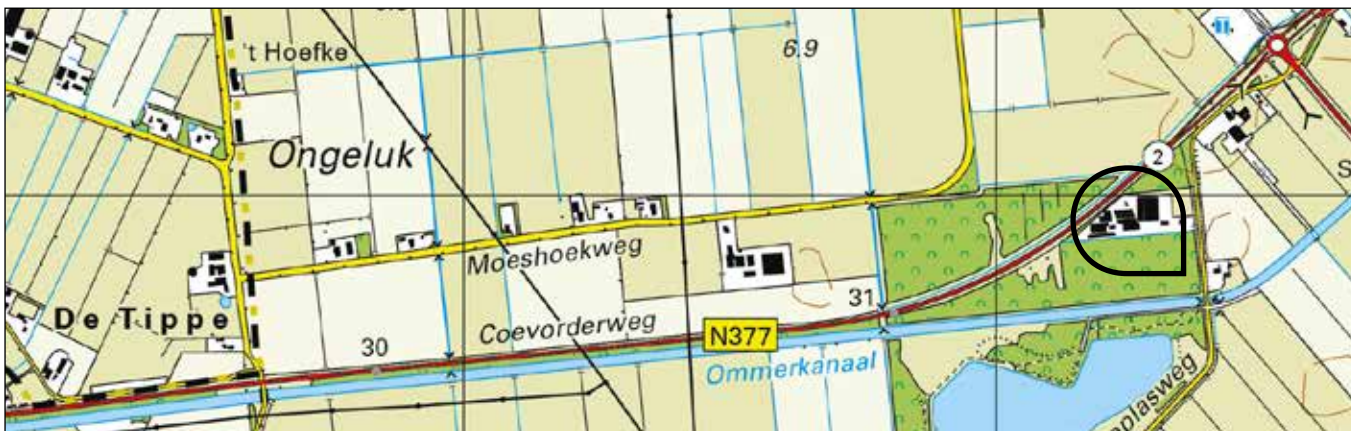 't Hoefke
6.9
Ongeluk
2
S
Moeshoekweg
31
De Tippe
Coevorderweg
30
N377
Ommerkanaal
plasweg